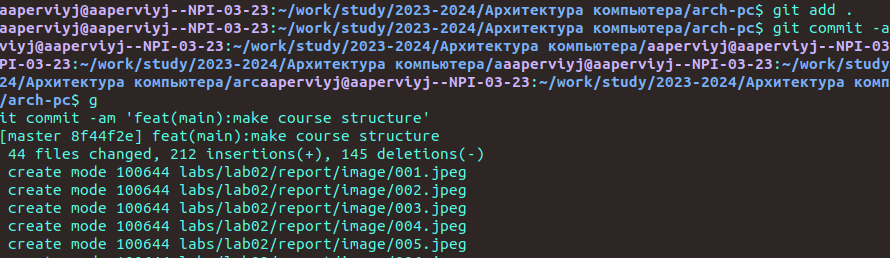 aaperviyj@aaperviyj--NPI-03-23:~/work/study/2023-2024/Архитектура компьютера/arch-pc$ git add .
aaperviyj@aaperviyj--NPI-03-23:~/work/study/2023-2024/Архитектура компьютера/arch-pc$ git commit -a
viyj@aaperviyj--NPI-03-23:~/work/study/2023-2024/Архитектура компьютера/aaperviyj@aaperviyj--N
PI-03-23:~/work/study/2023-2024/Архитектура компьютера/aaaperviyj@aaperviyj--NPI-03-23:~/work/study
24/Архитектура компьютера/arcaaperviyj@aaperviyj--NPI-03-23:~/work/study/2023-2024/Архитектура комп
/arch-pc$ g
it commit -am 'feat(main):make course structure'
[master 8f44f2e] feat(main):make course structure
44 files changed, 212 insertions(+), 145 deletions(-)
create mode 100644 labs/lab02/report/image/001.jpeg
create mode 100644 labs/lab02/report/image/002.jpeg
create mode 100644 labs/lab02/report/image/003.jpeg
create mode 100644 labs/lab02/report/image/004.jpeg
create mode 100644 labs/lab02/report/image/005.jpeg